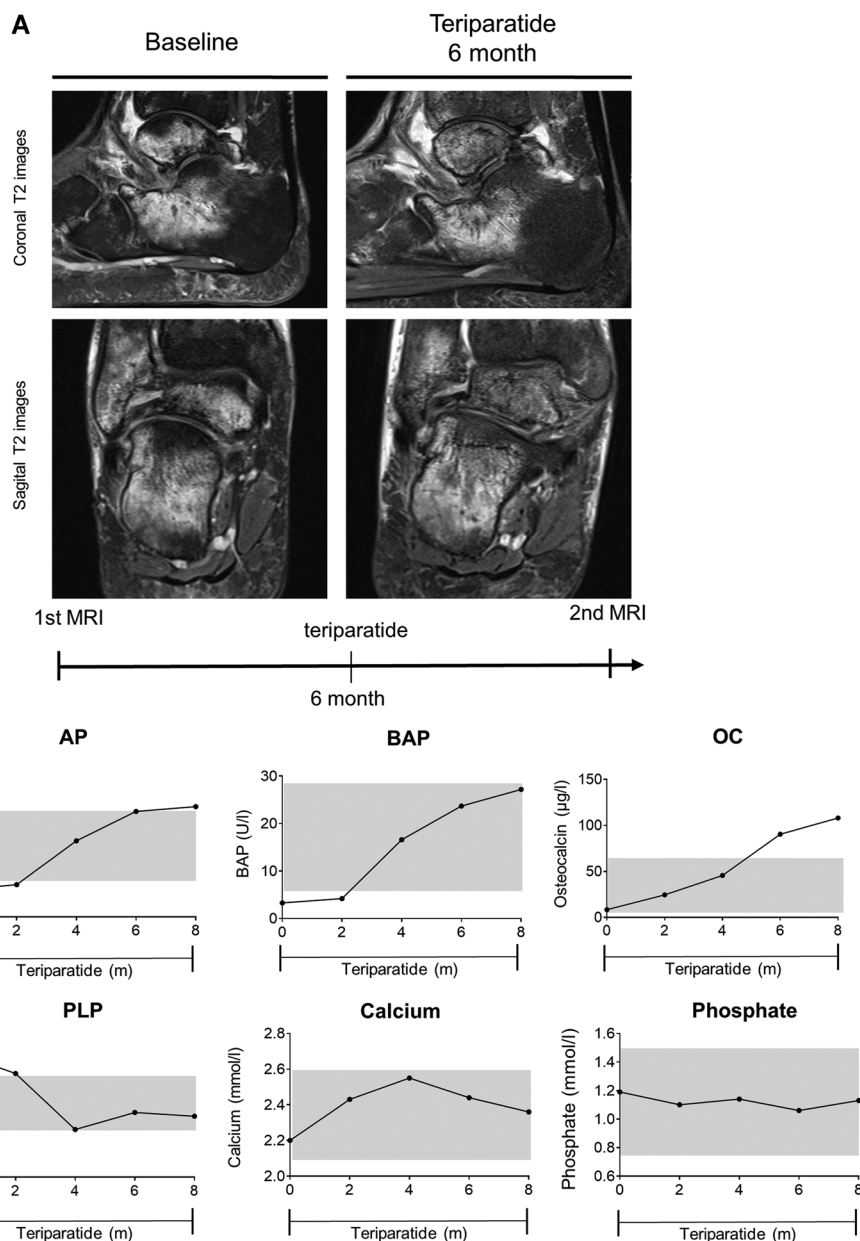 A
Baseline
Teriparatide
6 month
Coronal T2 images
Sagital T2 images
1st MRI
teriparatide
2nd MRI
6 month
AP
BAP
OC
BAP (U/l)
30
20
10
0
Osteocalcin (µg/l)
150
100
50
0
2 4 6 8
0 2 4 6 8
0 2 4 6 8
Teriparatide (m)
Teriparatide (m)
Teriparatide (m)
PLP
Calcium
Phosphate
Calcium (mmol/l)
2.8
2.6
2.4
2.2
2.0
Phosphate (mmol/l)
1.6
1.4
1.2
1.0
0.8
0.6
2 4 6 8
0 2 4 6 8
0 2 4 6 8
Teriparatide (m)
Teriparatide (m)
Teriparatide (m)